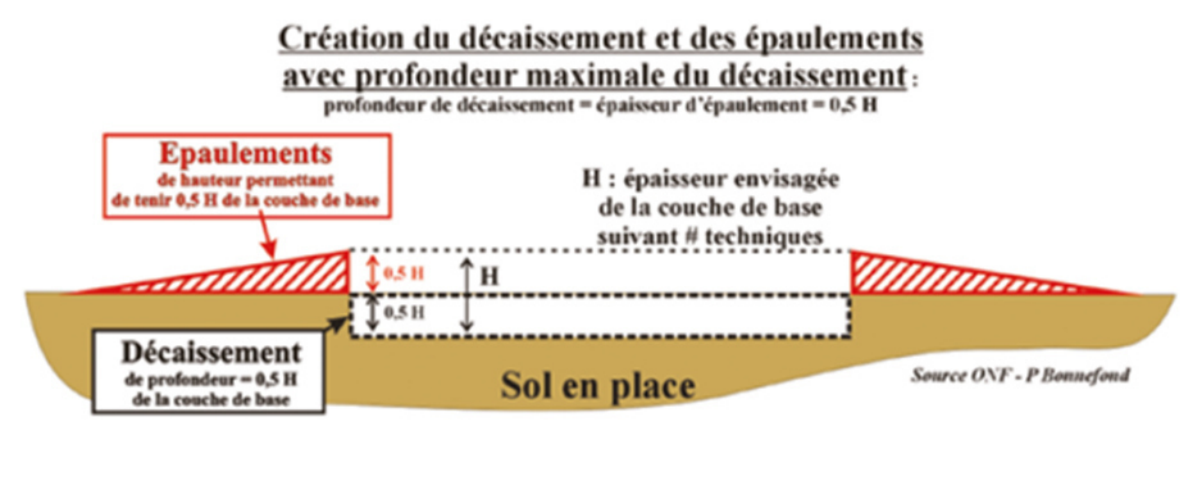 Création du décaissement et des épaulements
avec profondeur maximale du décaissement :
profondeur de décaissement = épaisseur d'épaulement = 0,5 H
Epaulements
de hauteur permettant
de tenir 0,5 H de la couche de base
H : épaisseur envisagée
de la couche de base
suivant # techniques
0,5 H
H
0,5 H
Décaissement
de profondeur = 0,5 H
de la couche de base
Sol en place
Source ONF - P Bonnefond